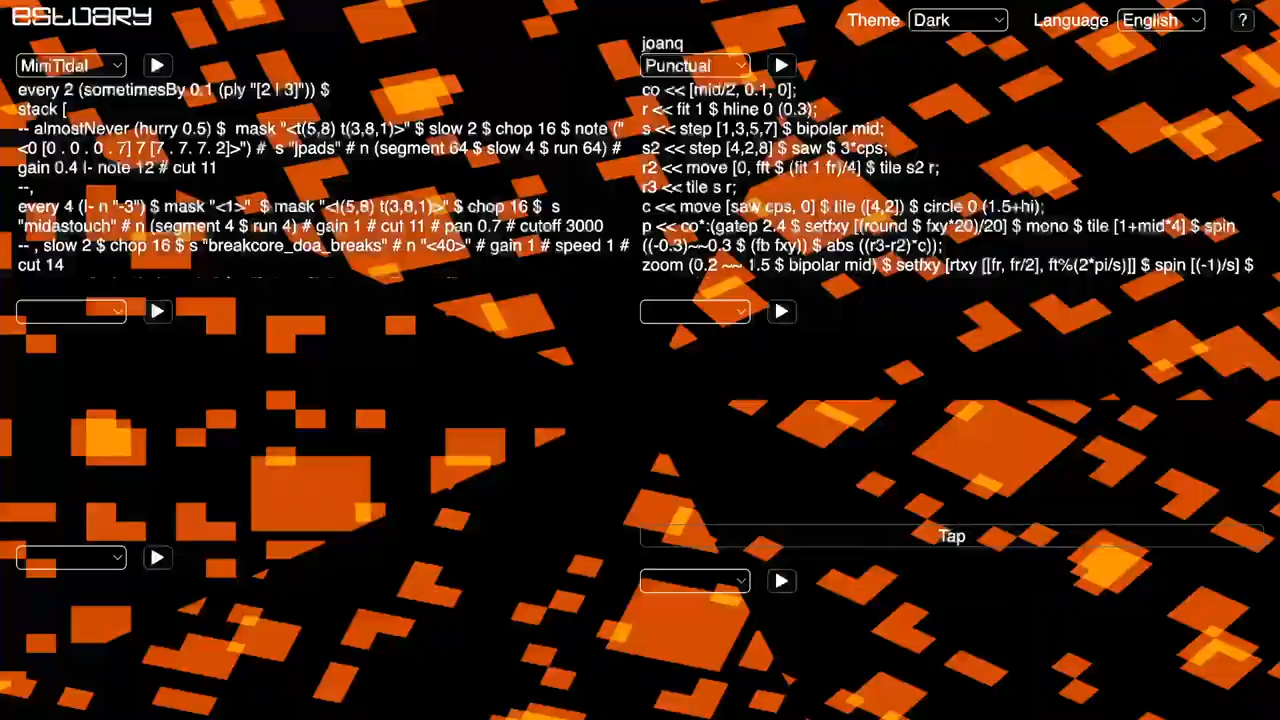 ESTUARY
Theme Dark Language English ?
MiniTidal
every 2 (sometimesBy 0.1 (ply "[2 | 3]")) $
stack [
-- almostNever (hurry 0.5) $ mask "<t(5,8) t(3,8,1)>" $ slow 2 $ chop 16 $ note ("
<0 [0 . 0 . 0 . 7] 7 [7 . 7 . 7 . 2]>") # s "jpads" # n (segment 64 $ slow 4 $ run 64) #
gain 0.4 |- note 12 # cut 11
--,
every 4 (|- n "-3") $ mask "<1>" $ mask "<t(5,8) t(3,8,1)>" $ chop 16 $ s
"midastouch" # n (segment 4 $ run 4) # gain 1 # cut 11 # pan 0.7 # cutoff 3000
-- , slow 2 $ chop 16 $ s "breakcore_doa_breaks" # n "<40>" # gain 1 # speed 1 #
cut 14
joanq
Punctual
co << [mid/2, 0.1, 0];
r << fit 1 $ hline 0 (0.3);
s << step [1,3,5,7] $ bipolar mid;
s2 << step [4,2,8] $ saw $ 3*cps;
r2 << move [0, fft $ (fit 1 fr)/4] $ tile s2 r;
r3 << tile s r;
c << move [saw cps, 0] $ tile ([4,2]) $ circle 0 (1.5+hi);
p << co*:(gatep 2.4 $ setfxy [(round $ fxy*20)/20] $ mono $ tile [1+mid*4] $ spin
((-0.3)~~0.3 $ (fb fxy)) $ abs ((r3-r2)*c));
zoom (0.2 ~~ 1.5 $ bipolar mid) $ setfxy [rtxy [[fr, fr/2], ft%(2*pi/s)]] $ spin [(-1)/s] $
Tap